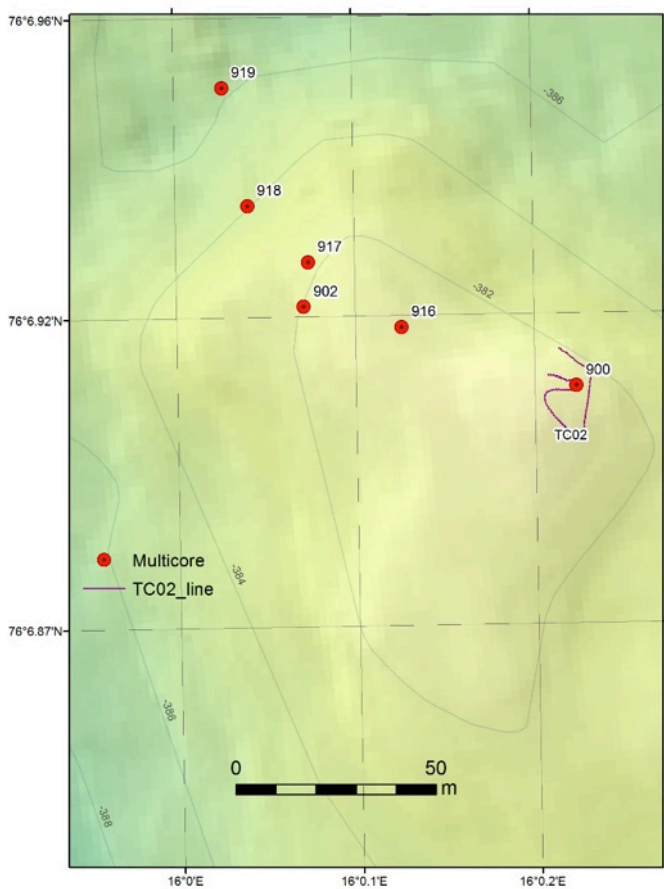 76°6.96'N
919
-386
918
917
-382
902
76°6.92'N
916
900
TC02
Multicore
-384
TC02_line
76°6.87'N
-386
0 50
m
-388
16°0'E
16°0.1'E
16°0.2'E